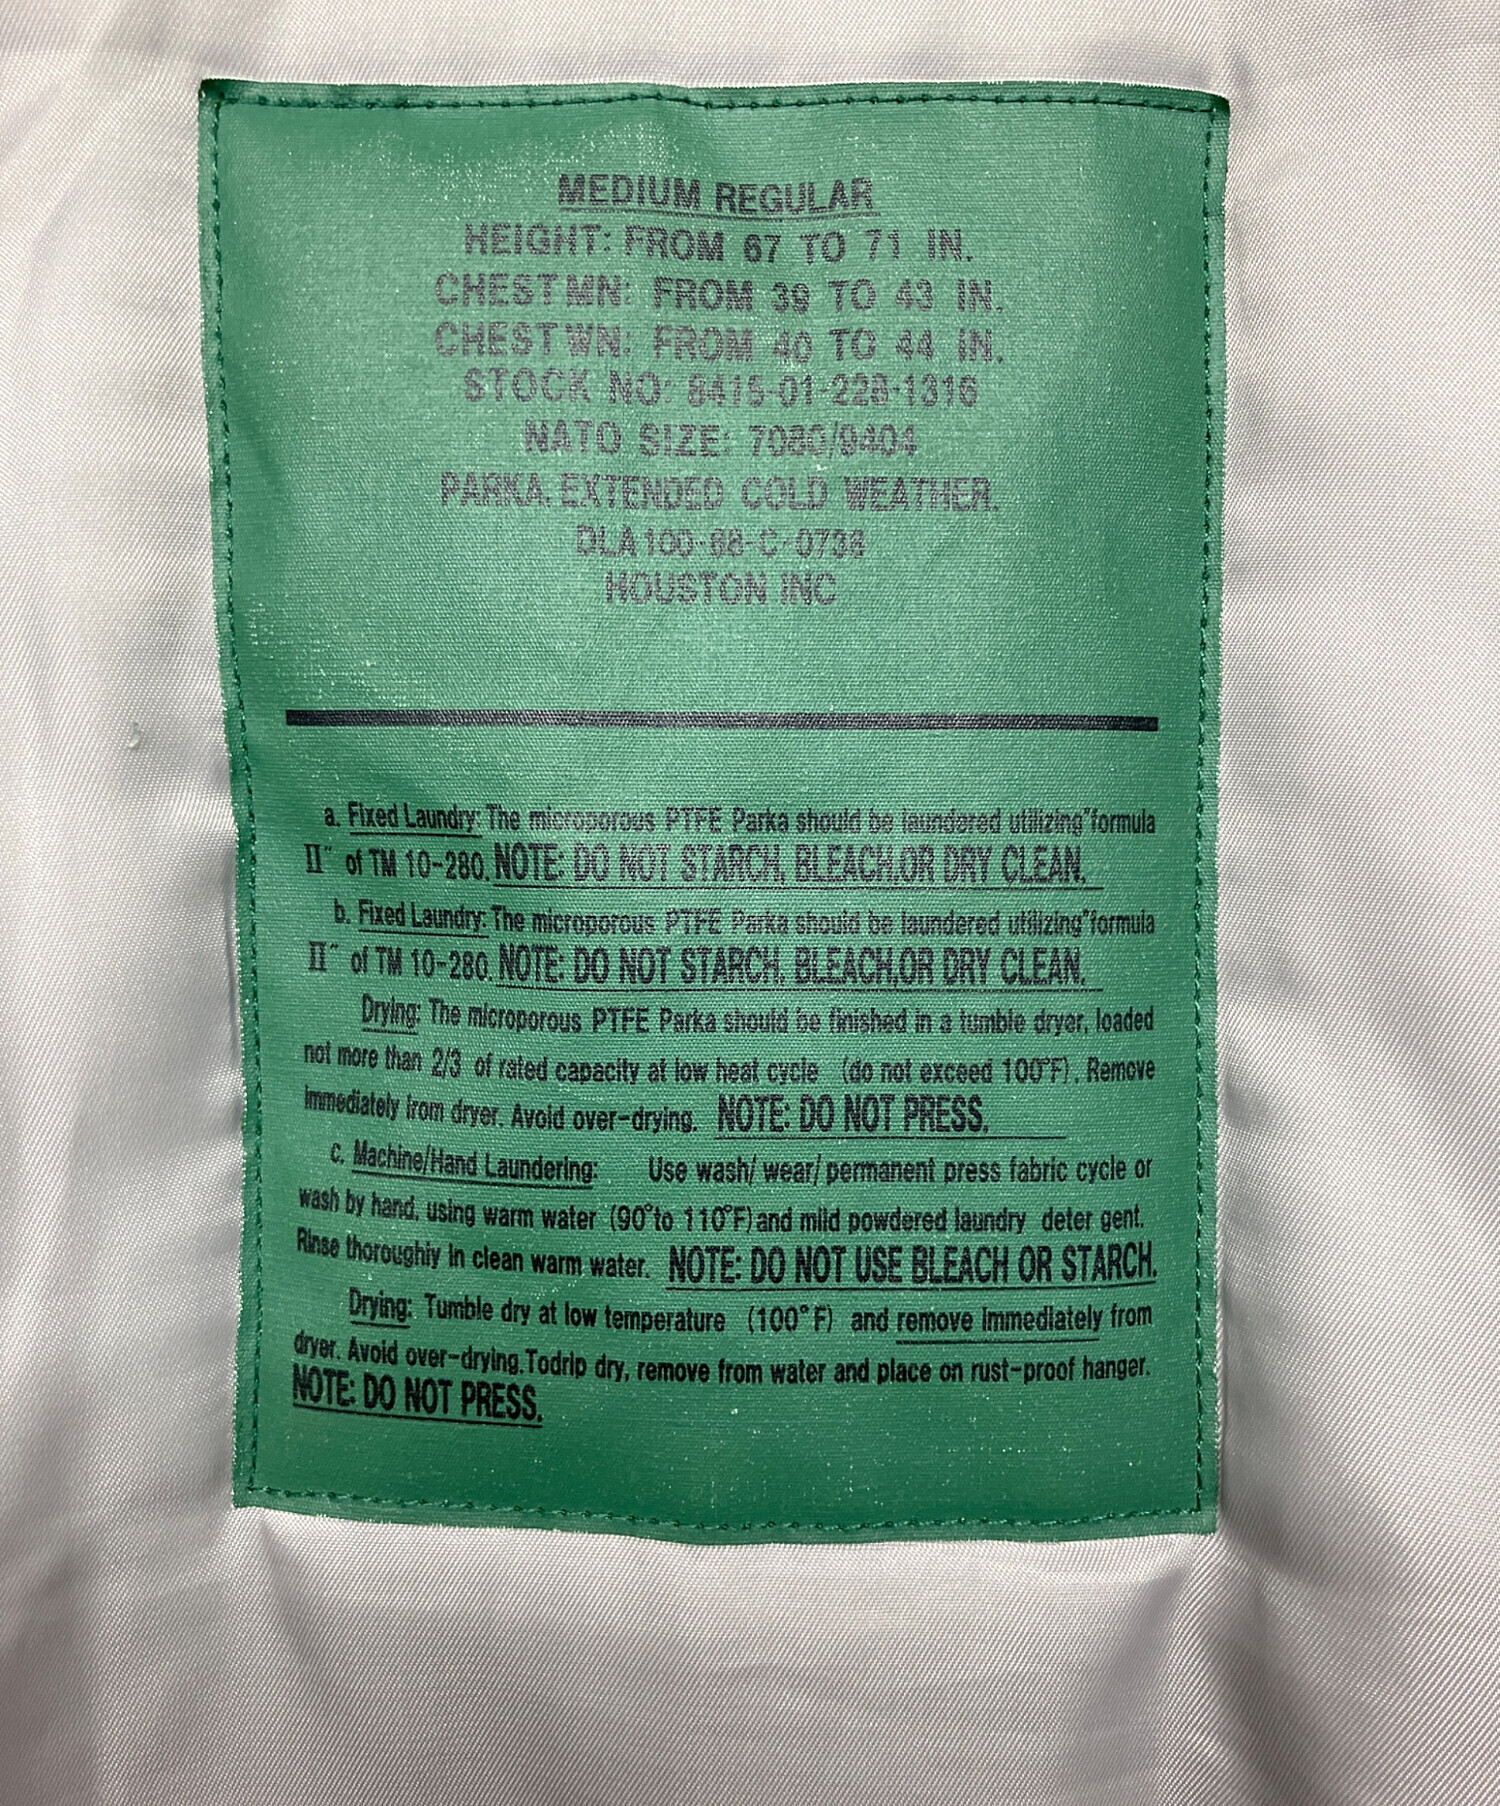 MEDIUM REGULAR
HEIGHT: FROM 67 TO 71 IN.
CHEST MN: FROM 39 TO 43 IN.
CHEST WN: FROM 40 TO 44 IN.
STOCK NO: 8415-01-228-1316
NATO SIZE: 7080/9404
PARKA, EXTENDED COLD WEATHER.
DLA100-88-C-0736
HOUSTON INC
a. Fixed Laundry: The microporous PTFE Parka should be laundered utilizing"formula
II" of TM 10-280. NOTE: DO NOT STARCH, BLEACH,OR DRY CLEAN.
b. Fixed Laundry: The microporous PTFE Parka should be laundered utilizing"formula
II" of TM 10-280. NOTE: DO NOT STARCH, BLEACH,OR DRY CLEAN.
Drying: The microporous PTFE Parka should be finished in a tumble dryer, loaded
not more than 2/3 of rated capacity at low heat cycle (do not exceed 100°F). Remove
immediately from dryer. Avoid over-drying. NOTE: DO NOT PRESS.
c. Machine/Hand Laundering: Use wash/ wear/ permanent press fabric cycle or
wash by hand, using warm water (90°to 110°F)and mild powdered laundry deter gent.
Rinse thoroughiy in clean warm water. NOTE: DO NOT USE BLEACH OR STARCH.
Drying: Tumble dry at low temperature (100°F) and remove immediately from
dryer. Avoid over-drying.Todrip dry, remove from water and place on rust-proof hanger.
NOTE: DO NOT PRESS.